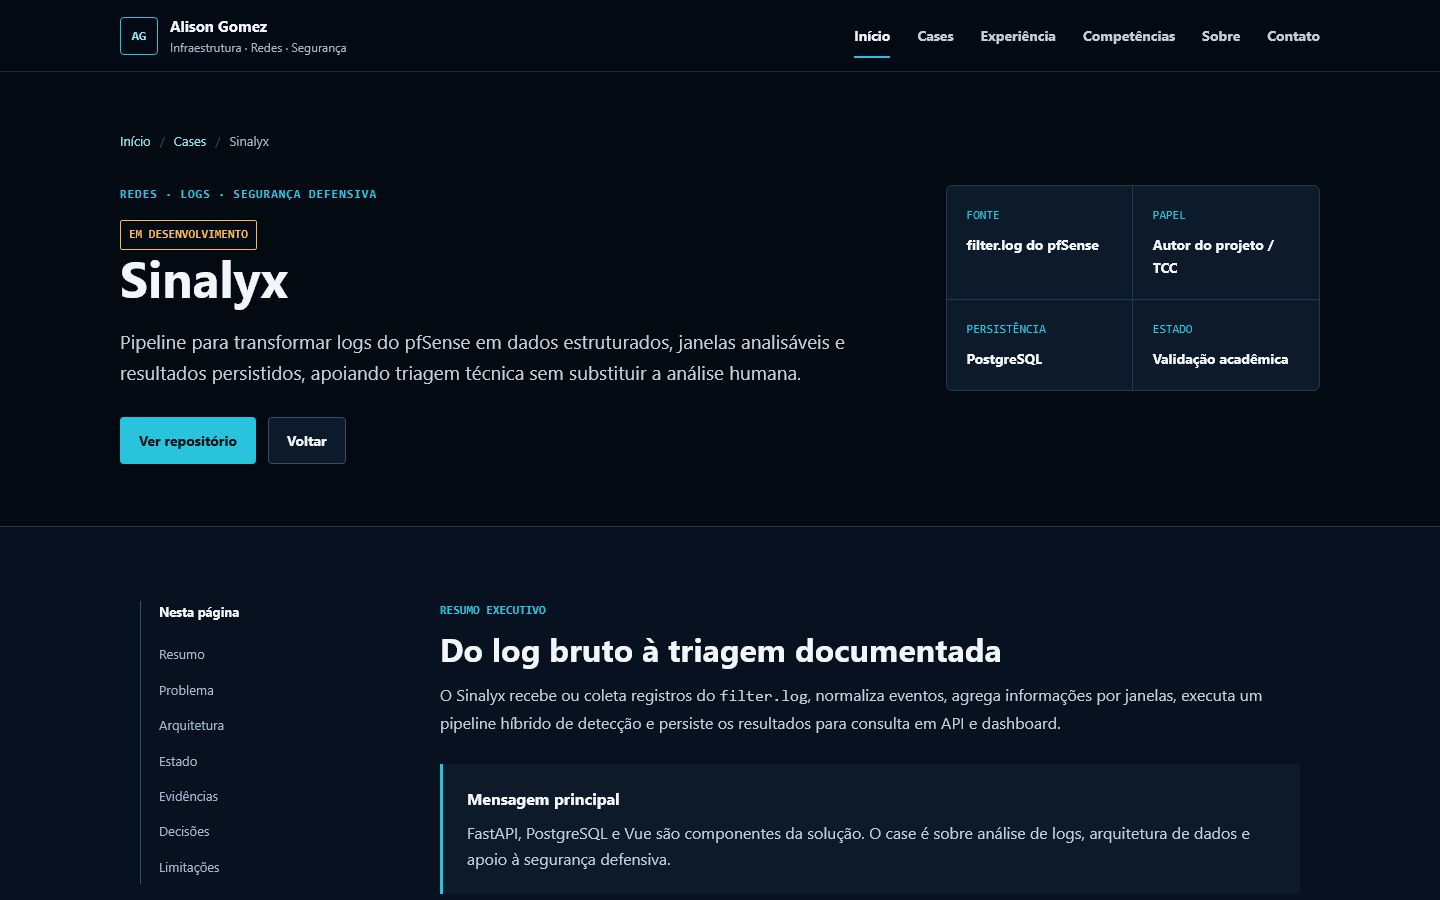 AG
Alison Gomez
Infraestrutura · Redes · Segurança
Início Cases Experiência Competências Sobre Contato
Início / Cases / Sinalyx
REDES · LOGS · SEGURANÇA DEFENSIVA
EM DESENVOLVIMENTO
Sinalyx
Pipeline para transformar logs do pfSense em dados estruturados, janelas analisáveis e
resultados persistidos, apoiando triagem técnica sem substituir a análise humana.
Ver repositório Voltar
FONTE
filter.log do pfSense
PAPEL
Autor do projeto /
TCC
PERSISTÊNCIA
PostgreSQL
ESTADO
Validação acadêmica
Nesta página
Resumo
Problema
Arquitetura
Estado
Evidências
Decisões
Limitações
RESUMO EXECUTIVO
Do log bruto à triagem documentada
O Sinalyx recebe ou coleta registros do filter.log, normaliza eventos, agrega informações por janelas, executa um
pipeline híbrido de detecção e persiste os resultados para consulta em API e dashboard.
Mensagem principal
FastAPI, PostgreSQL e Vue são componentes da solução. O case é sobre análise de logs, arquitetura de dados e
apoio à segurança defensiva.